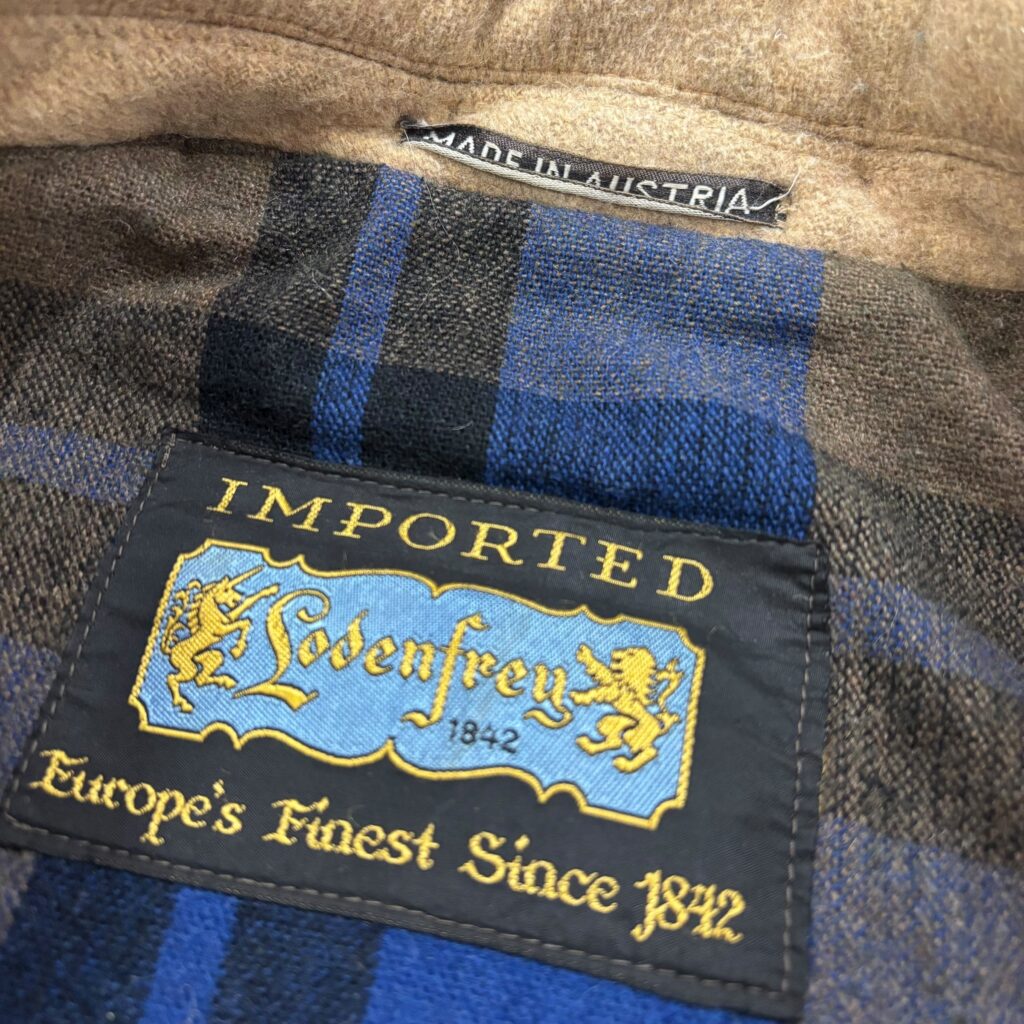 MADE IN AUSTRIA
IMPORTED
Lodenfrey
1842
Europe's Finest Since 1842